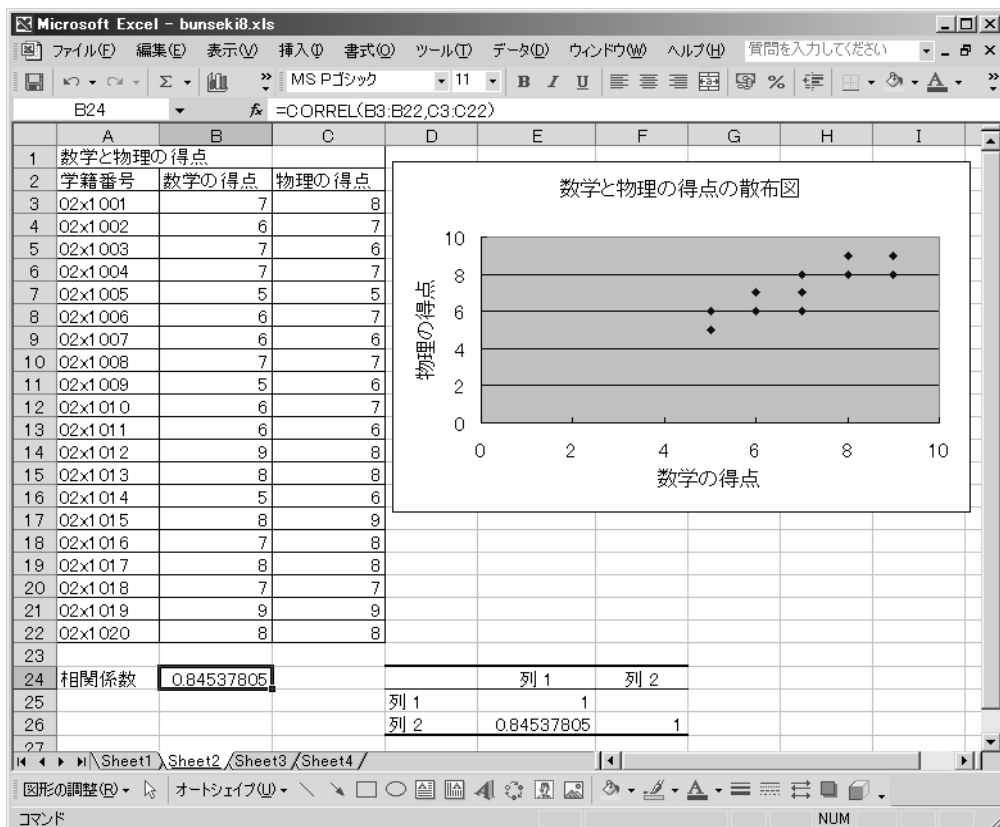 Microsoft Excel - bunseki8.xls
ファイル(F) 編集(E) 表示(V) 挿入(I) 書式(O) ツール(T) データ(D) ウィンドウ(W) ヘルプ(H) 質問を入力してください
MS Pゴシック 11 B I U
B24 fx =CORREL(B3:B22,C3:C22)
A B C D E F G H I
1 数学と物理の得点
2 学籍番号 数学の得点 物理の得点
3 02x1001 7 8
4 02x1002 6 7
5 02x1003 7 6
6 02x1004 7 7
7 02x1005 5 5
8 02x1006 6 7
9 02x1007 6 6
10 02x1008 7 7
11 02x1009 5 6
12 02x1010 6 7
13 02x1011 6 6
14 02x1012 9 8
15 02x1013 8 8
16 02x1014 5 6
17 02x1015 8 9
18 02x1016 7 8
19 02x1017 8 8
20 02x1018 7 7
21 02x1019 9 9
22 02x1020 8 8
23
数学と物理の得点の散布図
物理の得点
10
8
6
4
2
0
0 2 4 6 8 10
数学の得点
24 相関係数 0.84537805 列 1 列 2
25 列 1 1
26 列 2 0.84537805 1
27
Sheet1 Sheet2 Sheet3 Sheet4
図形の調整(R) オートシェイプ(U)
コマンド NUM